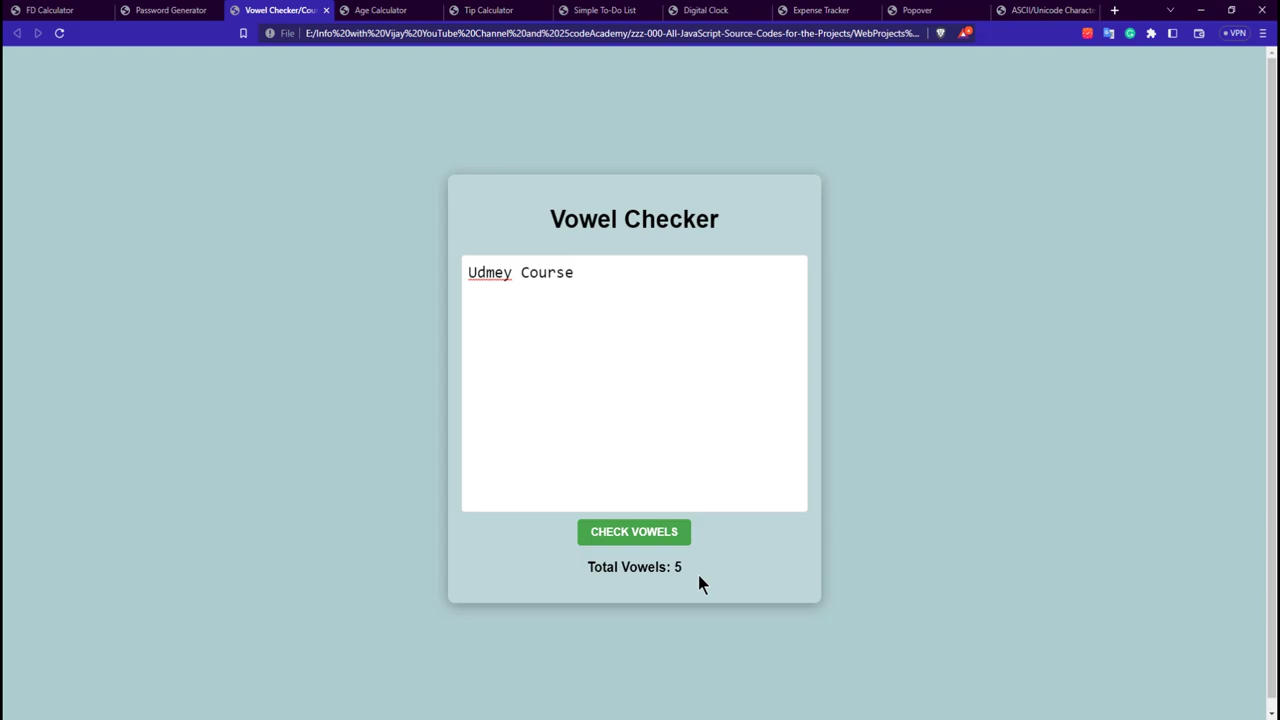 FD Calculator
Password Generator
Vowel Checker/Cou
Age Calculator
Tip Calculator
Simple To-Do List
Digital Clock
Expense Tracker
Popover
ASCII/Unicode Characte
File
E:/Info%20with%20Vijay%20YouTube%20Channel%20and%2025codeAcademy/zzz-000-All-JavaScript-Source-Codes-for-the-Projects/WebProjects%...
VPN
Vowel Checker
Udmey Course
CHECK VOWELS
Total Vowels: 5